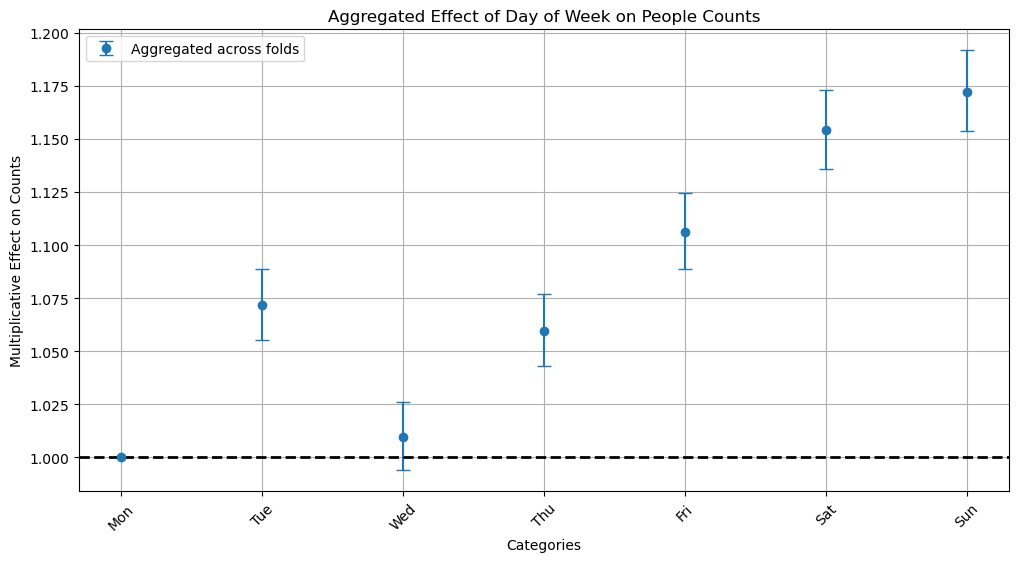 Aggregated Effect of Day of Week on People Counts
Aggregated across folds
Multiplicative Effect on Counts
1.200
1.175
1.150
1.125
1.100
1.075
1.050
1.025
1.000
Mon
Tue
Wed
Thu
Fri
Sat
Sun
Categories